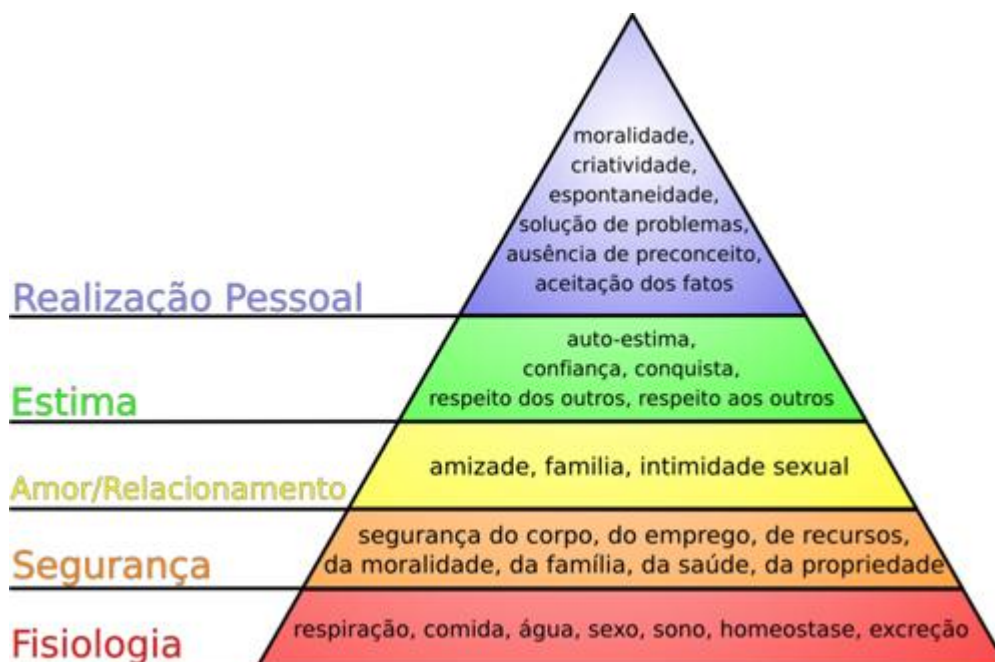 moralidade,
criatividade,
espontaneidade,
solução de problemas,
ausência de preconceito,
aceitação dos fatos
Realização Pessoal
auto-estima,
confiança, conquista,
respeito dos outros, respeito aos outros
Estima
amizade, familia, intimidade sexual
Amor/Relacionamento
segurança do corpo, do emprego, de recursos,
da moralidade, da família, da saúde, da propriedade
Segurança
respiração, comida, água, sexo, sono, homeostase, excreção
Fisiologia